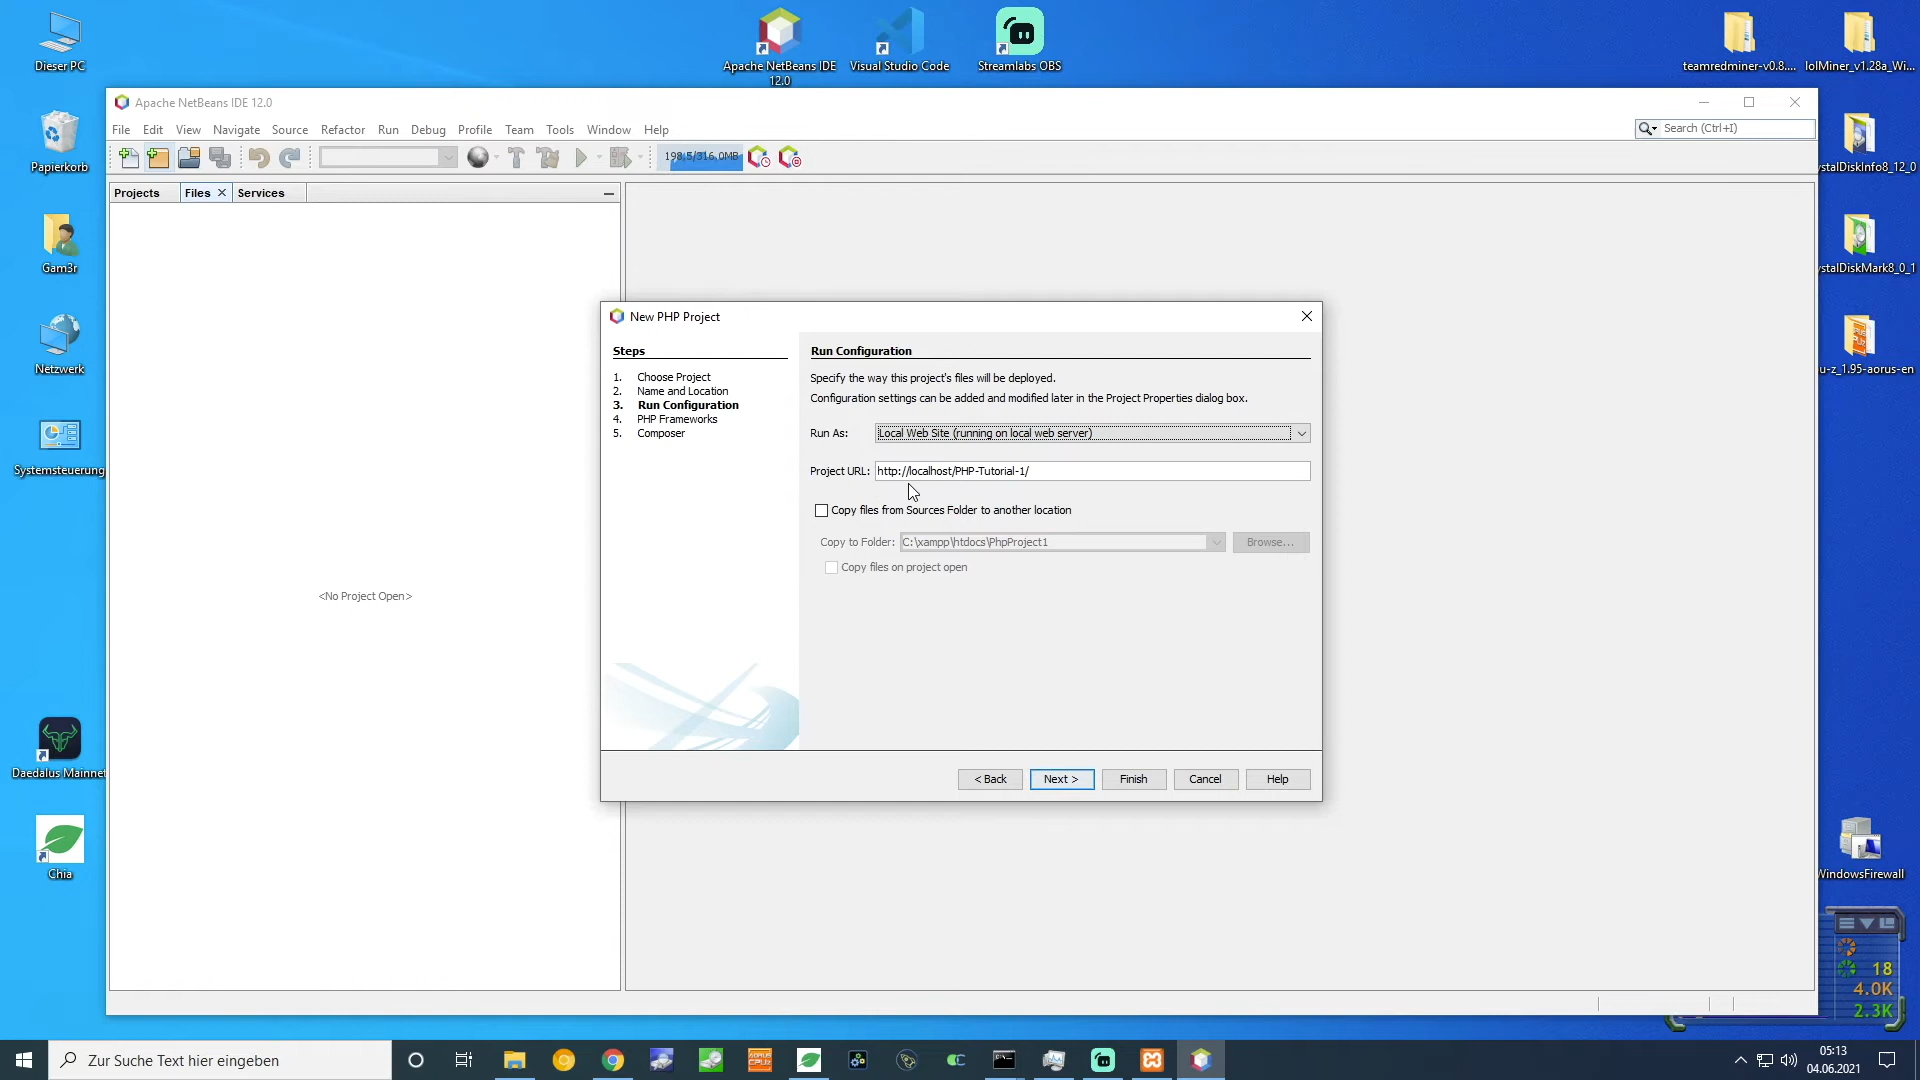 Dieser PC
Apache NetBeans IDE
12.0
Visual Studio Code
Streamlabs OBS
teamredminer-v0.8....
lolMiner_v1.28a_Wi...
Apache NetBeans IDE 12.0
File Edit View Navigate Source Refactor Run Debug Profile Team Tools Window Help
Search (Ctrl+I)
198,5/316,0MB
Papierkorb
ystalDiskInfo8_12_0
Projects Files Services
Gam3r
ystalDiskMark8_0_1
New PHP Project
Netzwerk
u-z_1.95-aorus-en
Steps
Run Configuration
1. Choose Project
2. Name and Location
3. Run Configuration
4. PHP Frameworks
5. Composer
Specify the way this project's files will be deployed.
Configuration settings can be added and modified later in the Project Properties dialog box.
Run As: Local Web Site (running on local web server)
Project URL: http://localhost/PHP-Tutorial-1/
Systemsteuerung
Copy files from Sources Folder to another location
Copy to Folder: C:\xampp\htdocs\PhpProject1 Browse...
Copy files on project open
<No Project Open>
Daedalus Mainnet
< Back Next > Finish Cancel Help
Chia
WindowsFirewall
18
4.0K
2.3K
Zur Suche Text hier eingeben
05:13
04.06.2021